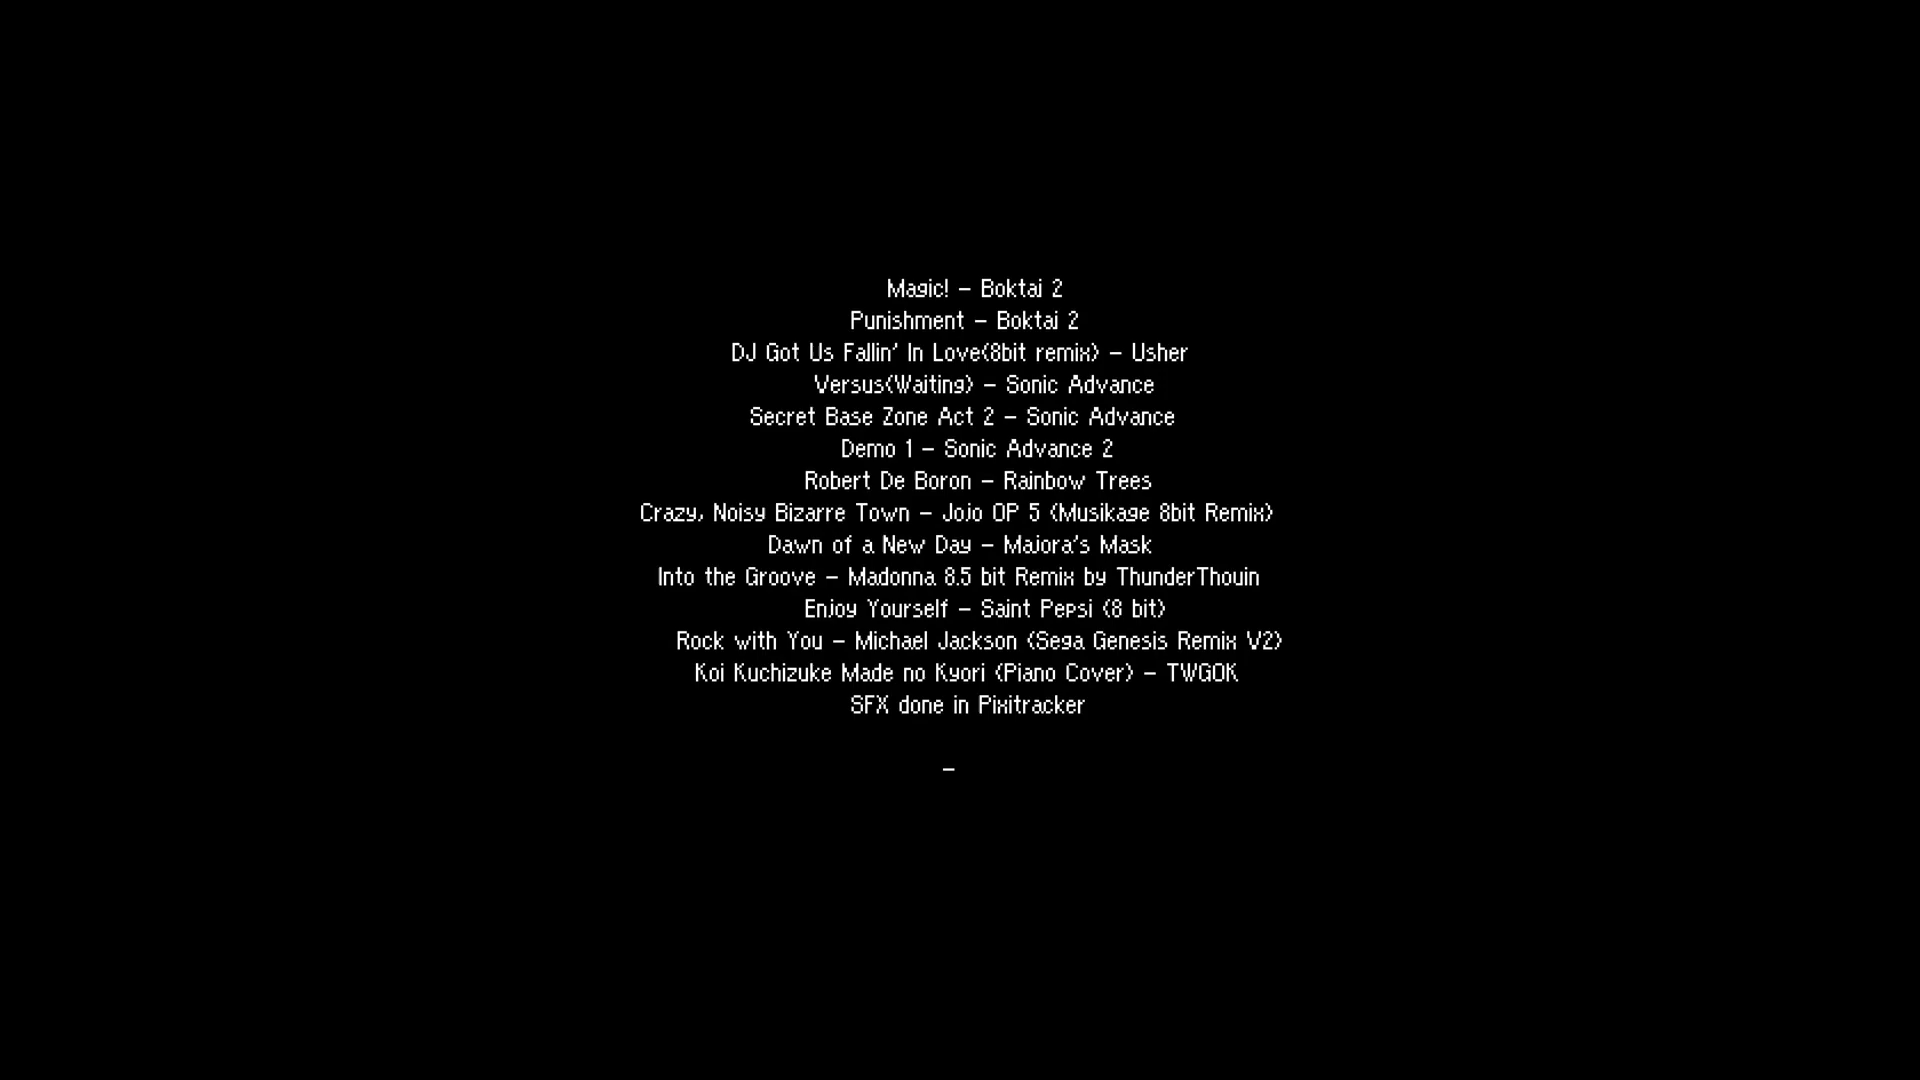 Magic! - Boktai 2
Punishment - Boktai 2
DJ Got Us Fallin' In Love(8bit remix) - Usher
Versus(Waiting) - Sonic Advance
Secret Base Zone Act 2 - Sonic Advance
Demo 1 - Sonic Advance 2
Robert De Boron - Rainbow Trees
Crazy, Noisy Bizarre Town - Jojo OP 5 (Musikage 8bit Remix)
Dawn of a New Day - Majora's Mask
Into the Groove - Madonna 8.5 bit Remix by ThunderThouin
Enjoy Yourself - Saint Pepsi (8 bit)
Rock with You - Michael Jackson (Sega Genesis Remix V2)
Koi Kuchizuke Made no Kyori (Piano Cover) - TWGOK
SFX done in Pixitracker
-